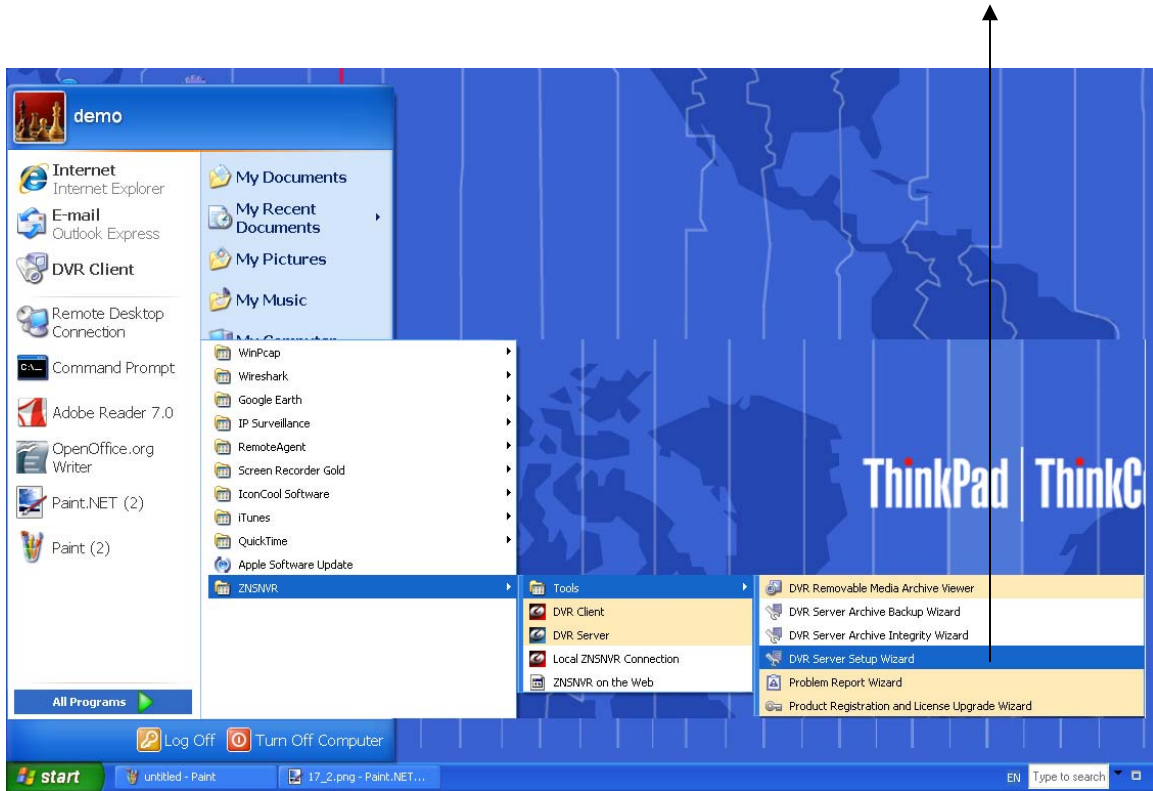 demo
Internet
Internet Explorer
E-mail
Outlook Express
DVR Client
Remote Desktop
Connection
C:\_
Command Prompt
Adobe Reader 7.0
OpenOffice.org
Writer
Paint.NET (2)
Paint (2)
All Programs
My Documents
My Recent
Documents
My Pictures
My Music
My Computer
WinPcap
Wireshark
Google Earth
IP Surveillance
RemoteAgent
Screen Recorder Gold
IconCool Software
iTunes
QuickTime
Apple Software Update
ZNSNVR
Tools
DVR Client
DVR Server
Local ZNSNVR Connection
ZNSNVR on the Web
DVR Removable Media Archive Viewer
DVR Server Archive Backup Wizard
DVR Server Archive Integrity Wizard
DVR Server Setup Wizard
Problem Report Wizard
Product Registration and License Upgrade Wizard
ThinkPad | ThinkC
Log Off
Turn Off Computer
start
untitled - Paint
17_2.png - Paint.NET...
EN
Type to search